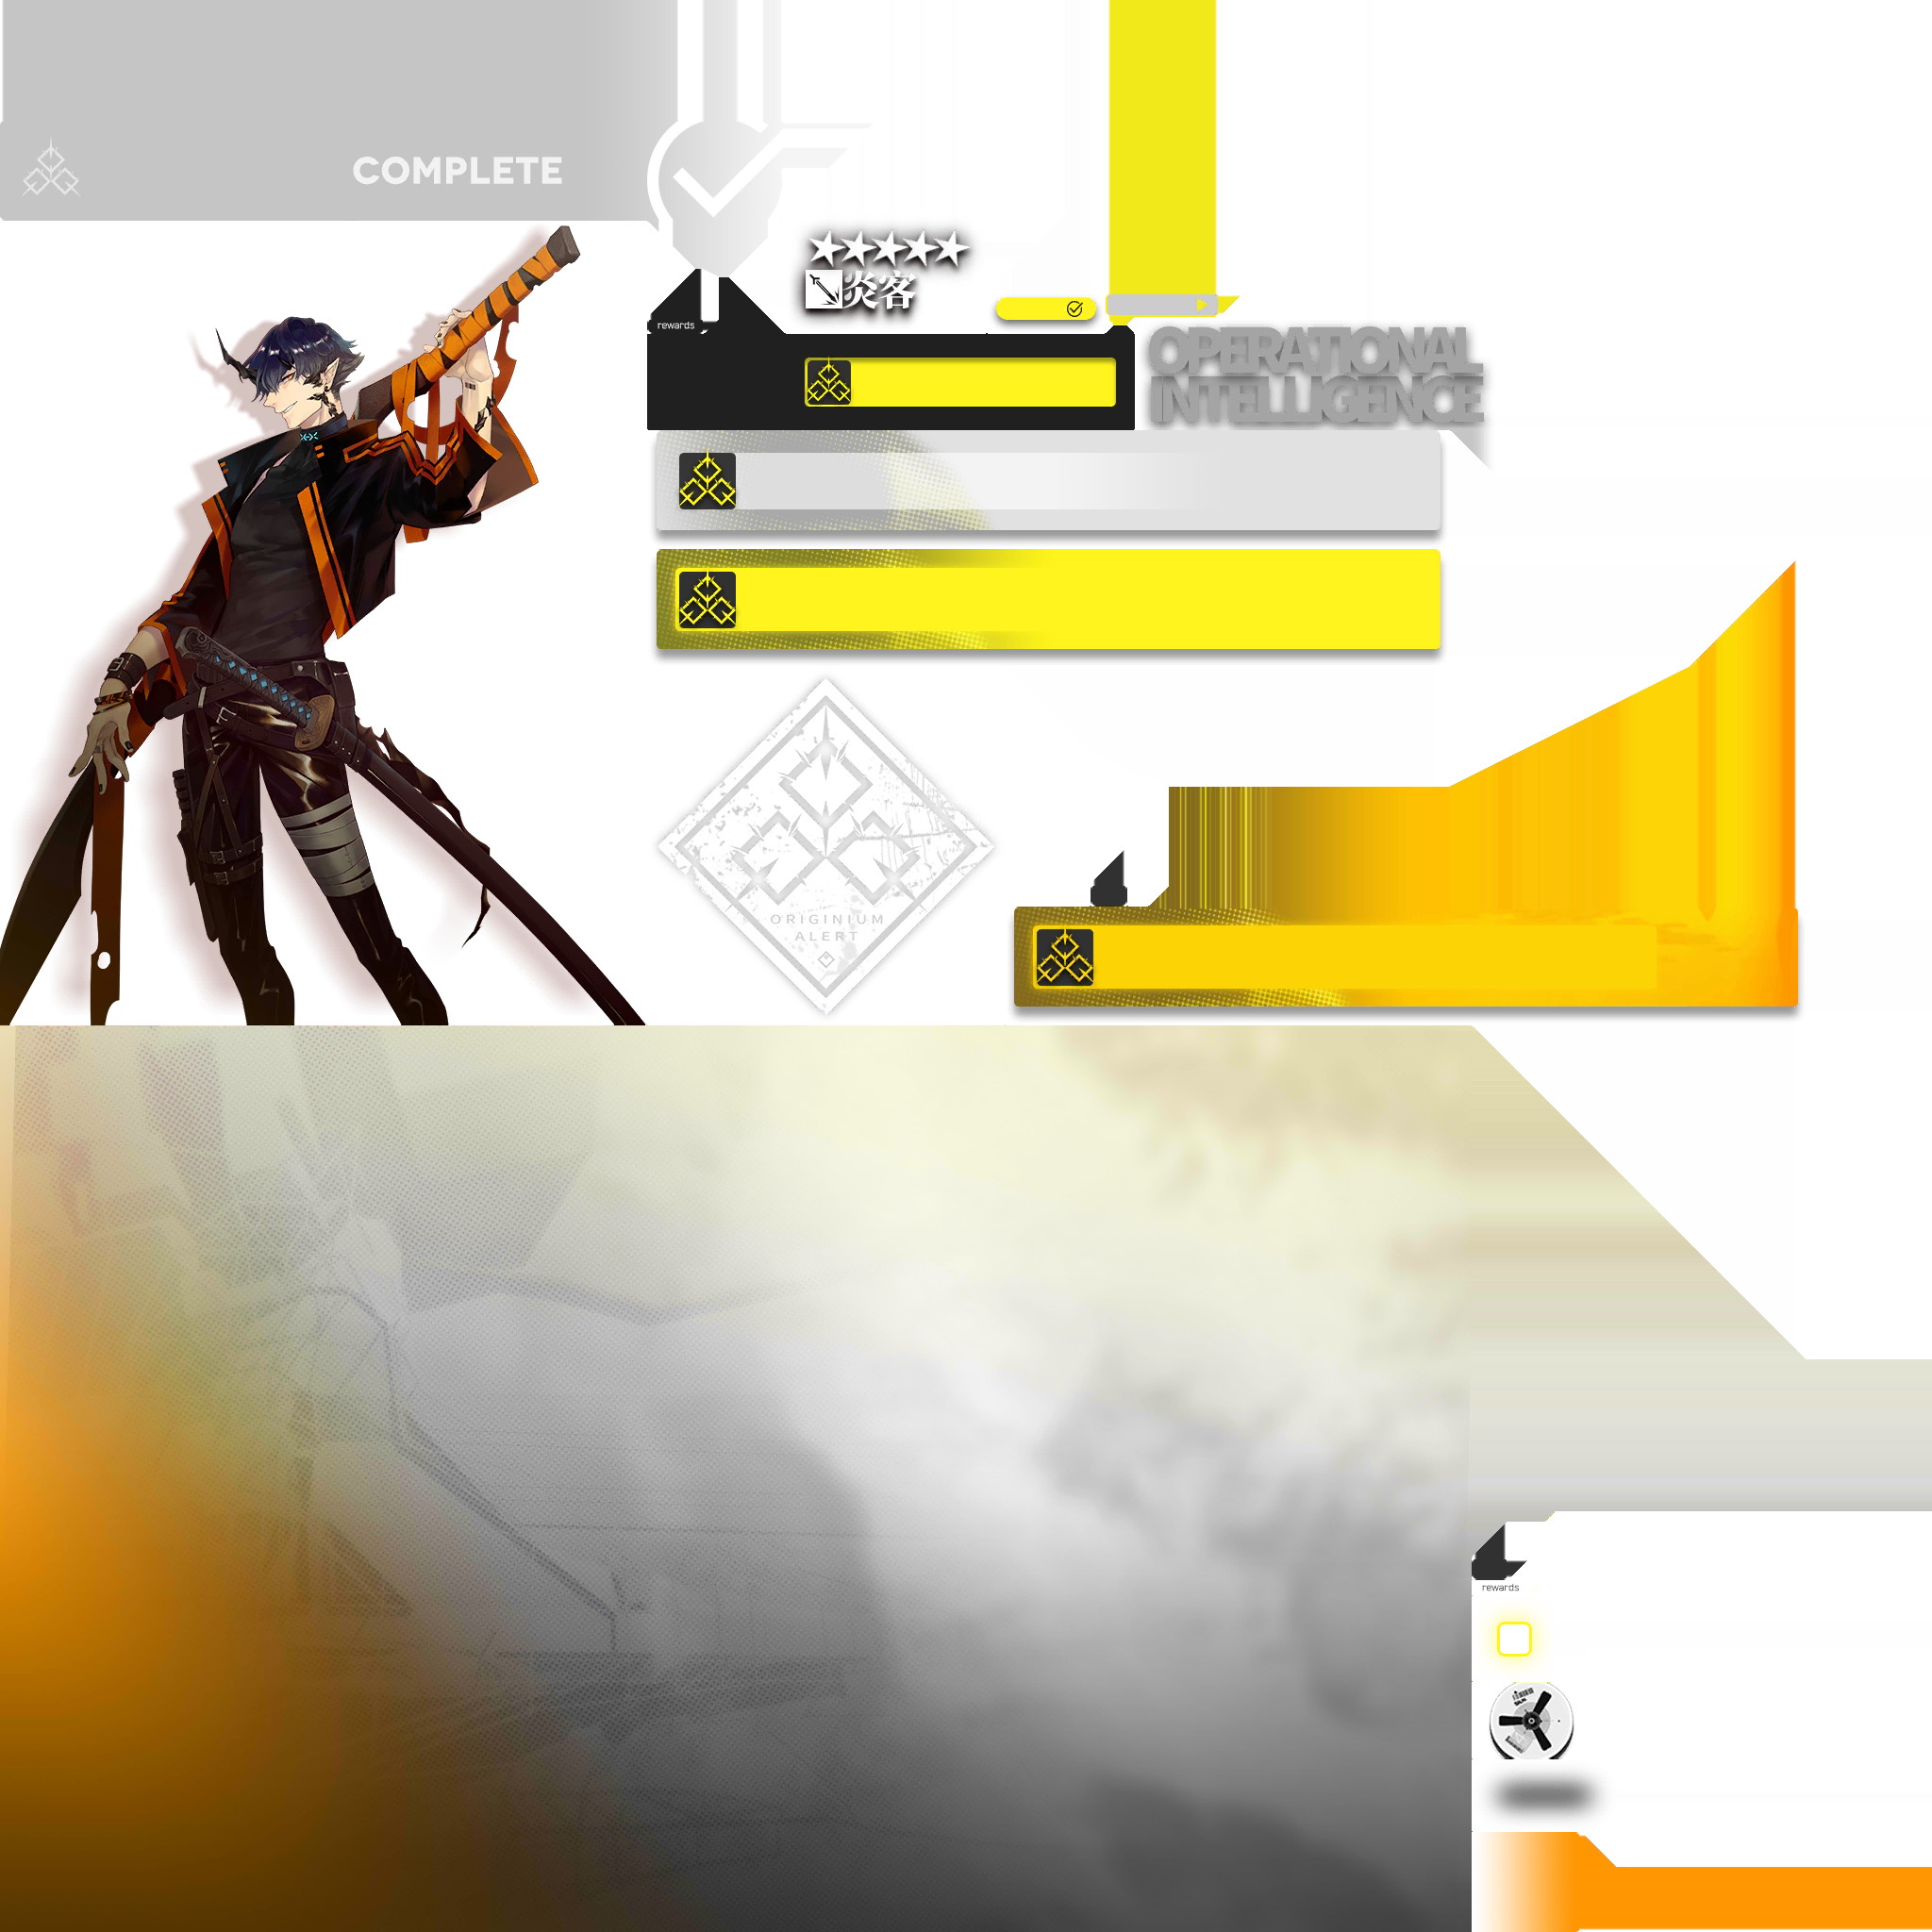 COMPLETE
炎客
rewards
OPERATIONAL
INTELLIGENCE
ORIGINIUM
ALERT
rewards